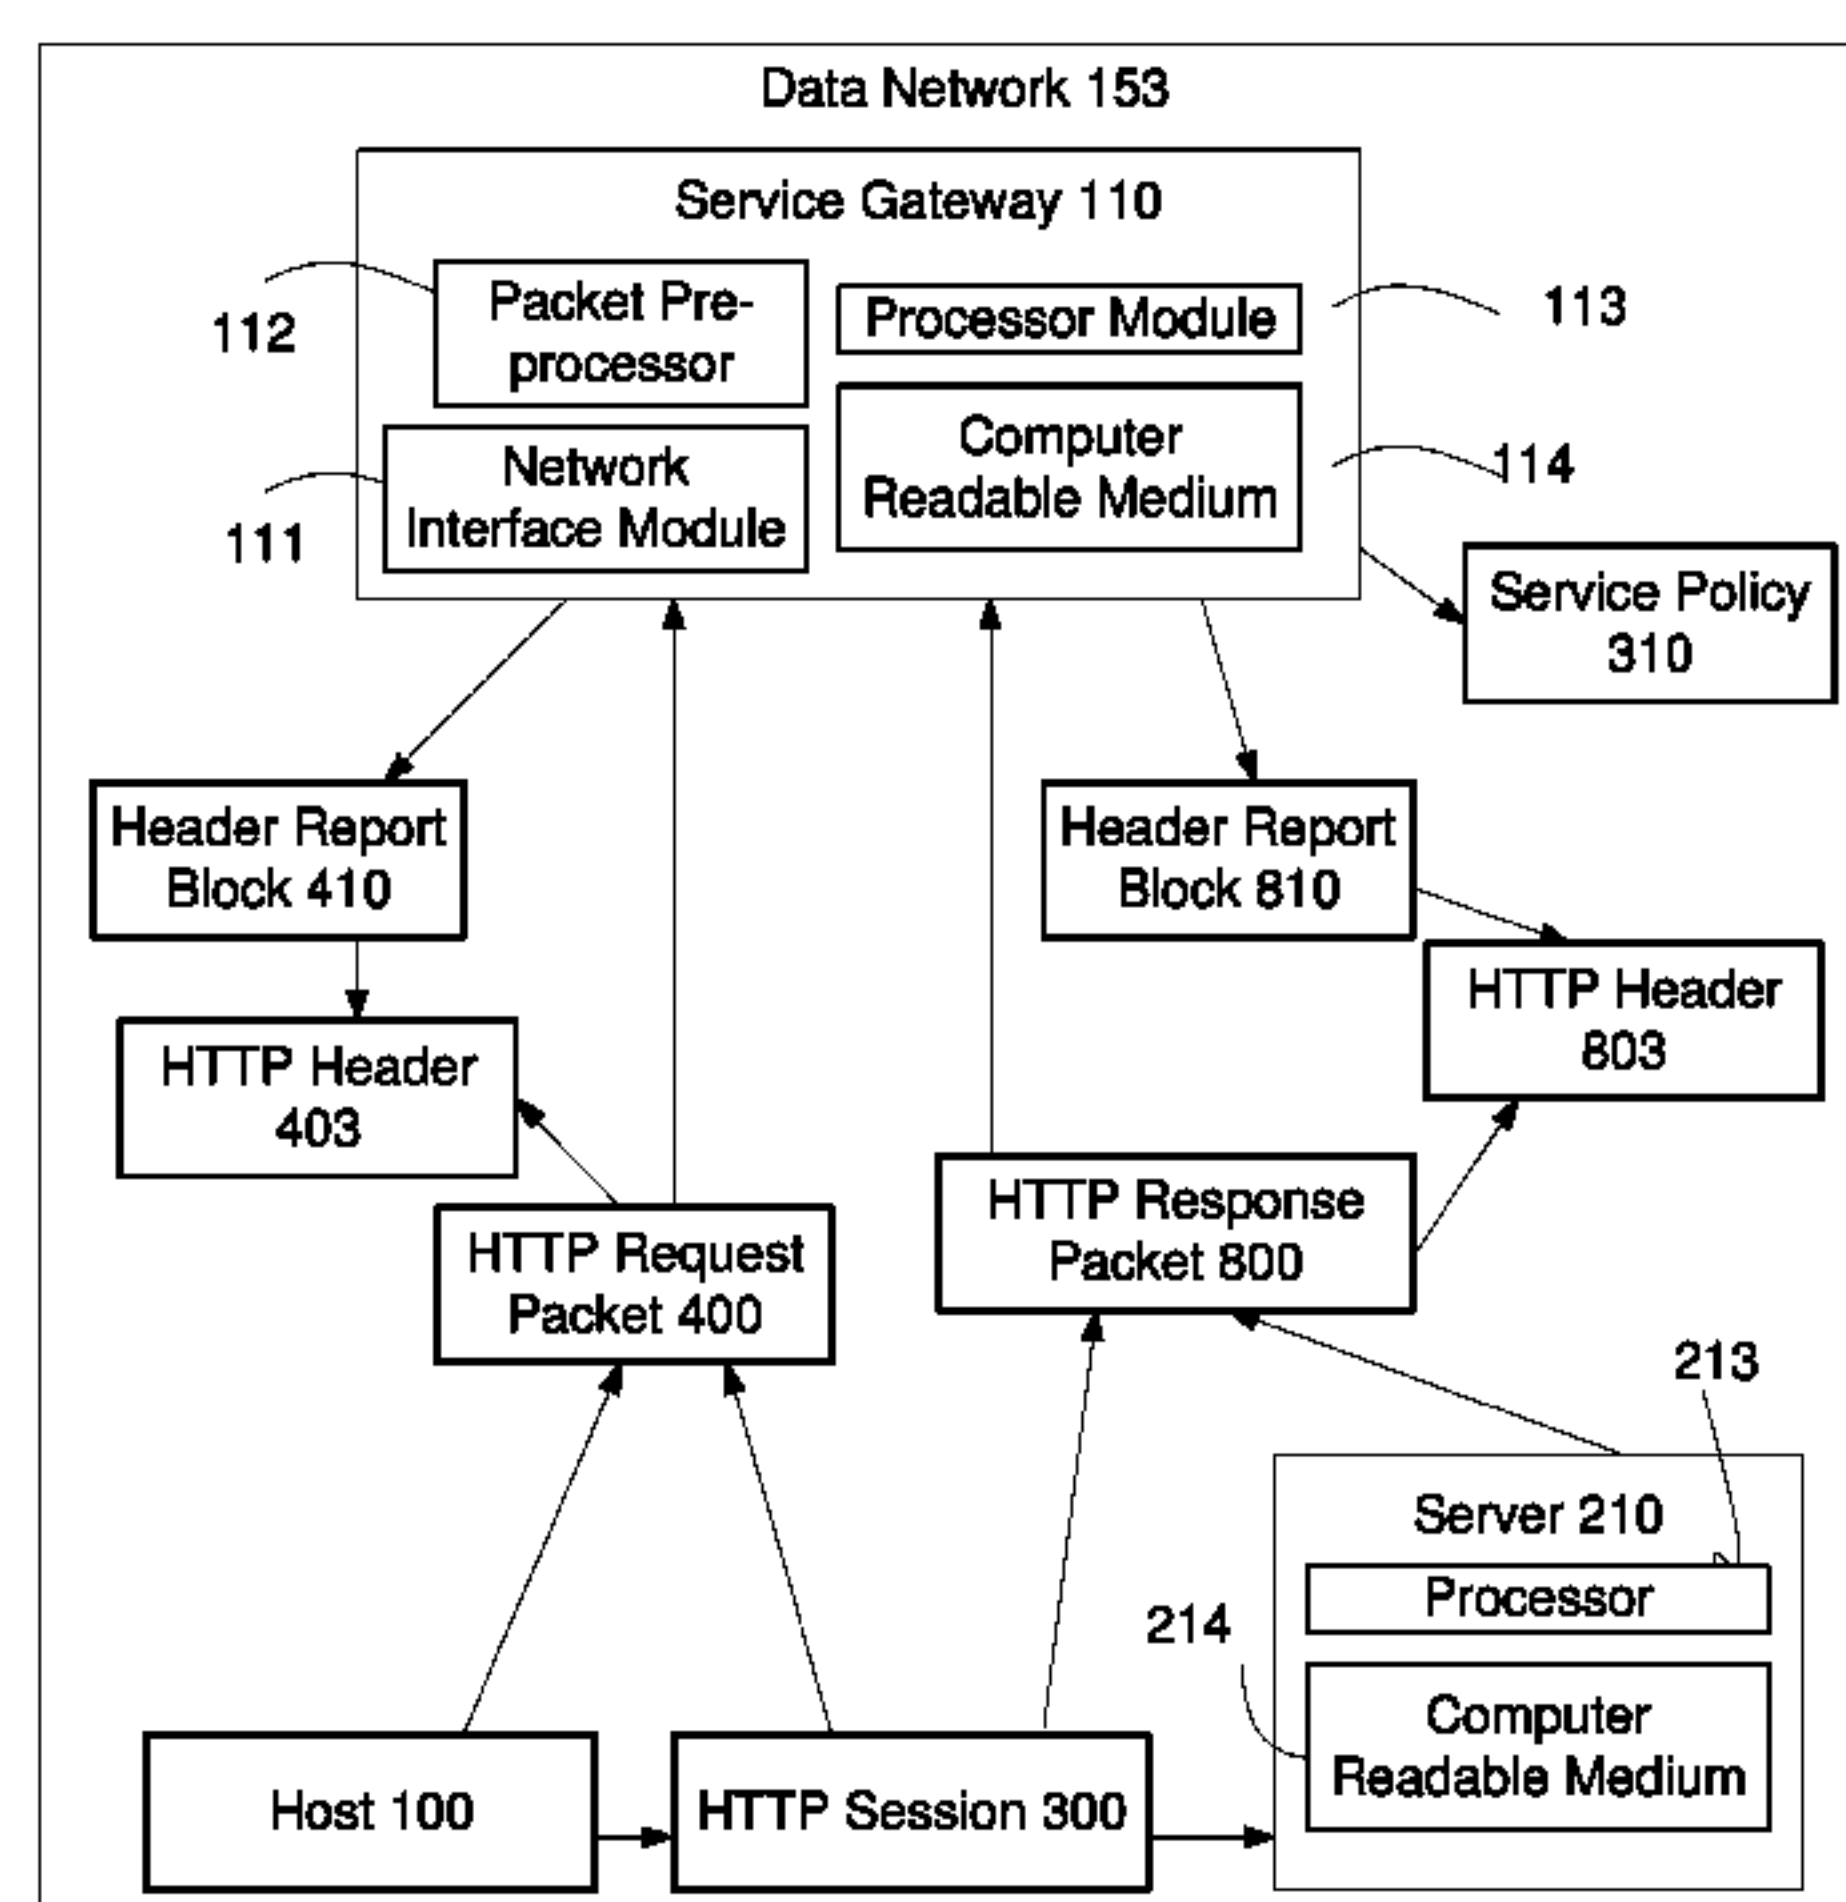 Data Network 153
Service Gateway 110
112
Packet Pre-
processor
Processor Module
113
111
Network
Interface Module
Computer
Readable Medium
114
Service Policy
310
Header Report
Block 410
Header Report
Block 810
HTTP Header
403
HTTP Header
803
HTTP Request
Packet 400
HTTP Response
Packet 800
213
Server 210
Processor
214
Computer
Readable Medium
Host 100
HTTP Session 300